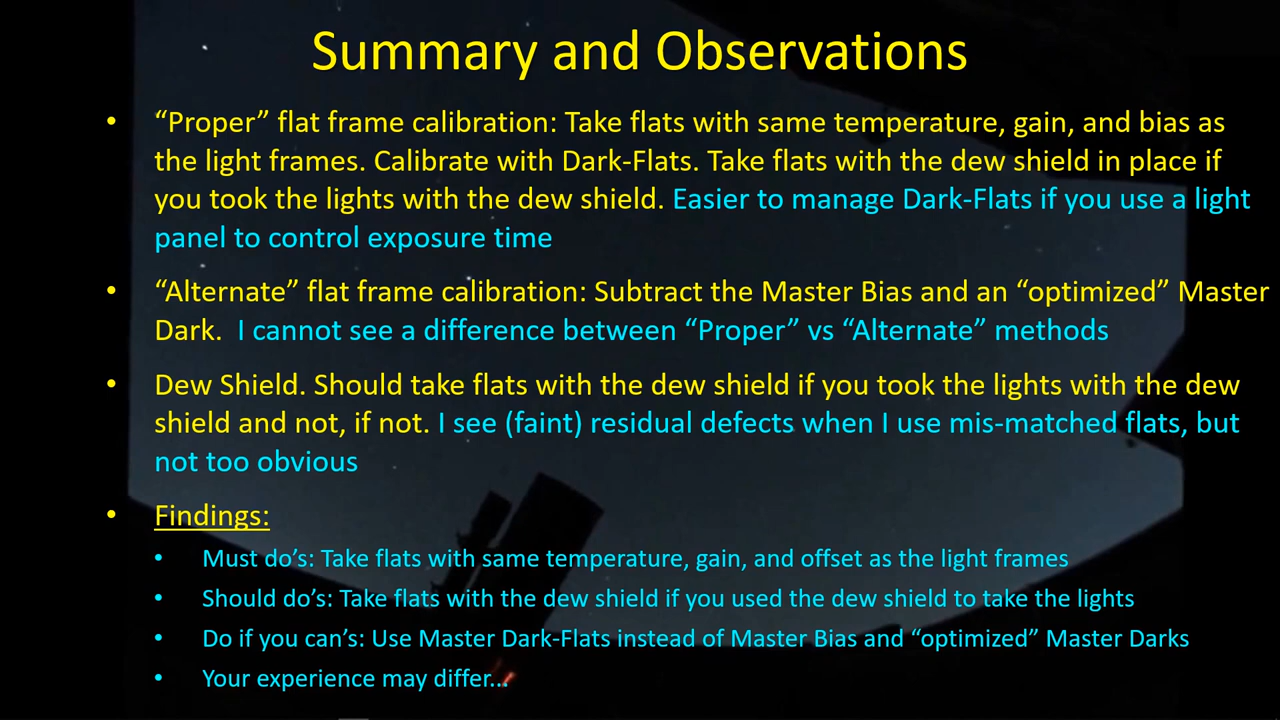 Summary and Observations
• “Proper” flat frame calibration: Take flats with same temperature, gain, and bias as
the light frames. Calibrate with Dark-Flats. Take flats with the dew shield in place if
you took the lights with the dew shield. Easier to manage Dark-Flats if you use a light
panel to control exposure time
• “Alternate” flat frame calibration: Subtract the Master Bias and an “optimized” Master
Dark. I cannot see a difference between “Proper” vs “Alternate” methods
• Dew Shield. Should take flats with the dew shield if you took the lights with the dew
shield and not, if not. I see (faint) residual defects when I use mis-matched flats, but
not too obvious
• Findings:
• Must do’s: Take flats with same temperature, gain, and offset as the light frames
• Should do’s: Take flats with the dew shield if you used the dew shield to take the lights
• Do if you can’s: Use Master Dark-Flats instead of Master Bias and “optimized” Master Darks
• Your experience may differ...